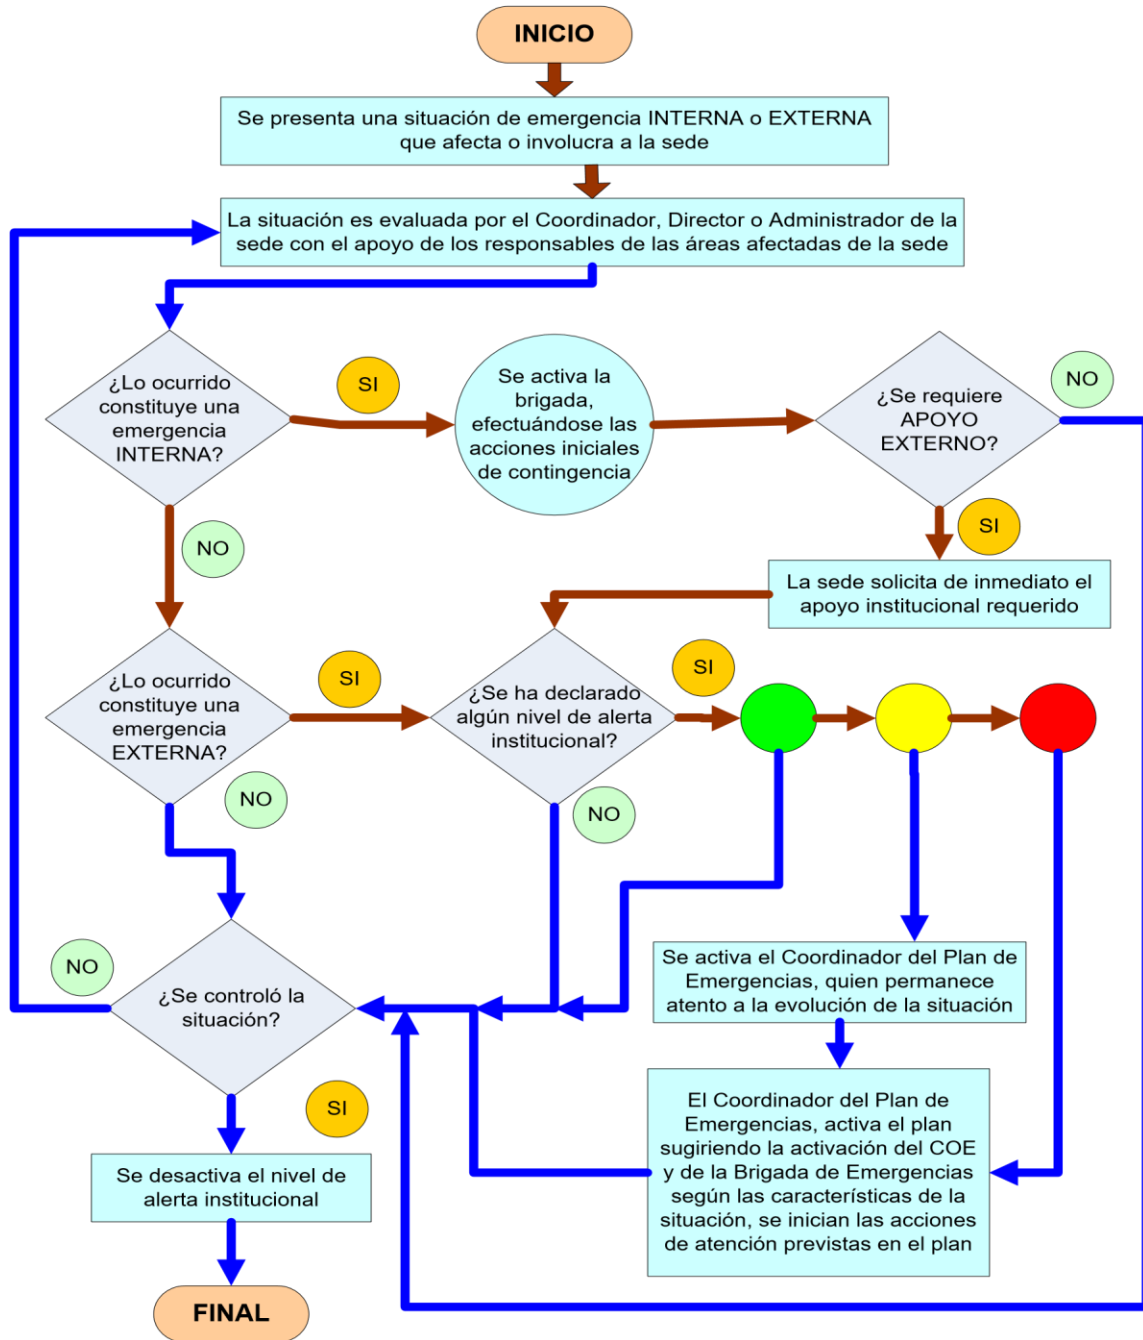 INICIO
Se presenta una situación de emergencia INTERNA o EXTERNA
que afecta o involucra a la sede
La situación es evaluada por el Coordinador, Director o Administrador de la
sede con el apoyo de los responsables de las áreas afectadas de la sede
¿Lo ocurrido
constituye una
emergencia
INTERNA?
SI
Se activa la
brigada,
efectuándose las
acciones iniciales
de contingencia
¿Se requiere
APOYO
EXTERNO?
NO
NO
SI
La sede solicita de inmediato el
apoyo institucional requerido
¿Lo ocurrido
constituye una
emergencia
EXTERNA?
SI
¿Se ha declarado
algún nivel de alerta
institucional?
SI
NO
NO
¿Se controló la
situación?
NO
SI
Se activa el Coordinador del Plan de
Emergencias, quien permanece
atento a la evolución de la situación
El Coordinador del Plan de
Emergencias, activa el plan
sugiriendo la activación del COE
y de la Brigada de Emergencias
según las características de la
situación, se inician las acciones
de atención previstas en el plan
Se desactiva el nivel de
alerta institucional
FINAL